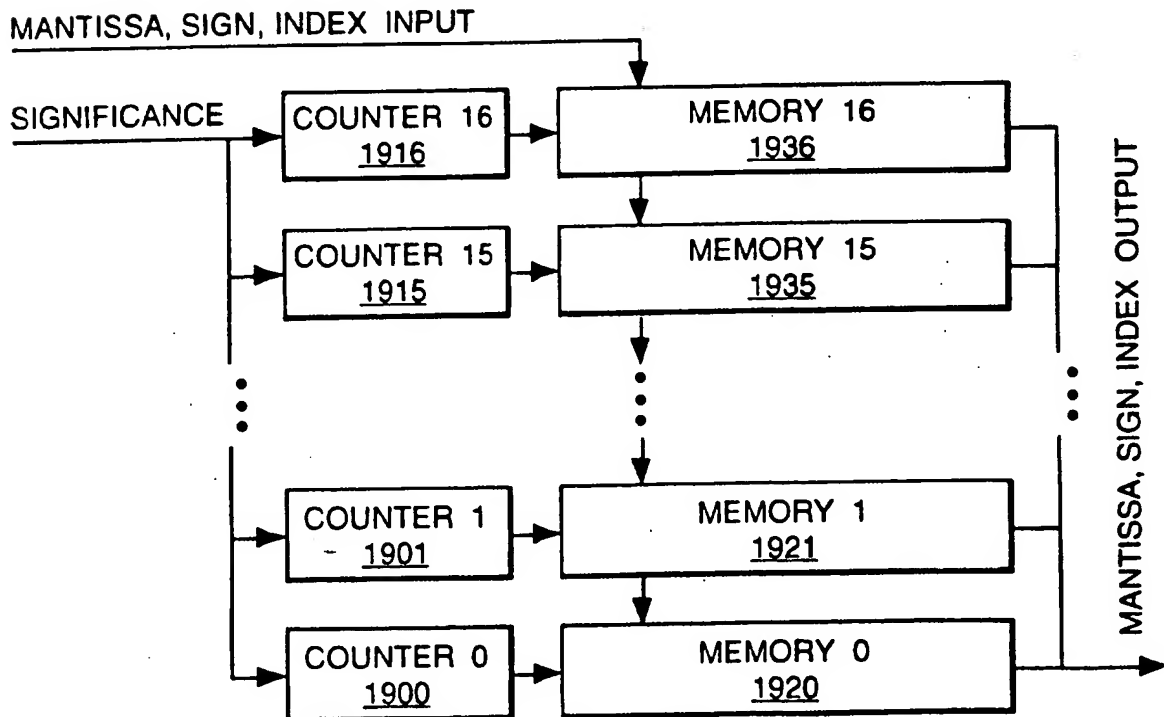 MANTISSA, SIGN, INDEX INPUT
SIGNIFICANCE
COUNTER 16
1916
MEMORY 16
1936
COUNTER 15
1915
MEMORY 15
1935
COUNTER 1
1901
MEMORY 1
1921
COUNTER 0
1900
MEMORY 0
1920
MANTISSA, SIGN, INDEX OUTPUT